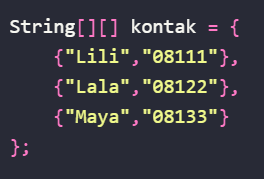 String[][] kontak = {
    {"Lili","08111"},
    {"Lala","08122"},
    {"Maya","08133"}
};